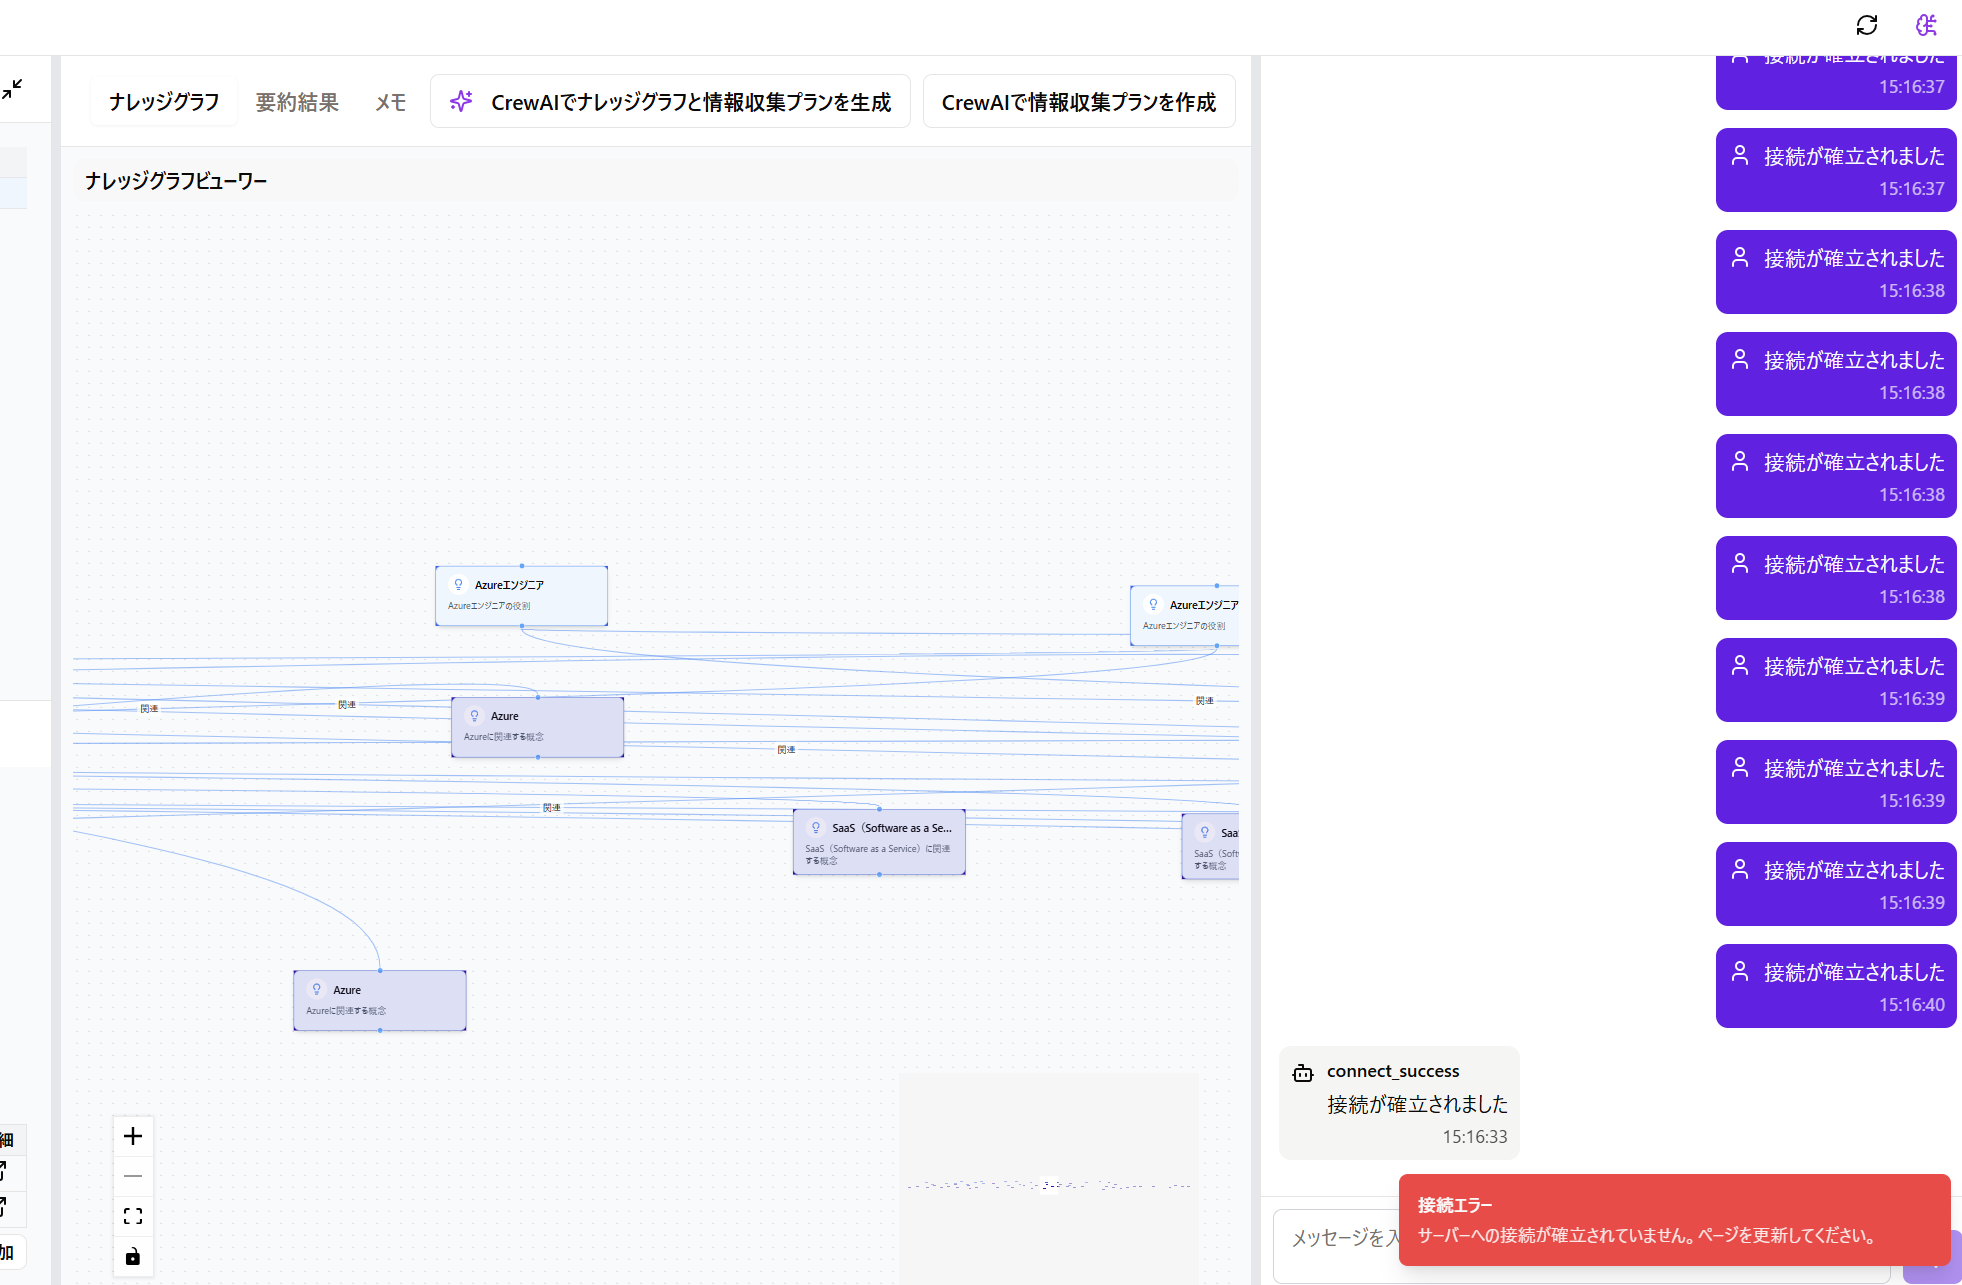 ナレッジグラフ
要約結果
メモ
CrewAIでナレッジグラフと情報収集プランを生成
CrewAIで情報収集プランを作成
ナレッジグラフビューワー
Azureエンジニア
Azureエンジニアの役割
Azureエンジニア
Azureエンジニアの役割
関連
関連
関連
Azure
Azureに関連する概念
関連
関連
SaaS（Software as a Se...
SaaS（Software as a Service）に関連
する概念
SaaS（Soft
する概念
Azure
Azureに関連する概念
細
加
接続が確立されました
15:16:37
接続が確立されました
15:16:37
接続が確立されました
15:16:38
接続が確立されました
15:16:38
接続が確立されました
15:16:38
接続が確立されました
15:16:38
接続が確立されました
15:16:39
接続が確立されました
15:16:39
接続が確立されました
15:16:39
接続が確立されました
15:16:40
connect_success
接続が確立されました
15:16:33
メッセージを入
接続エラー
サーバーへの接続が確立されていません。ページを更新してください。